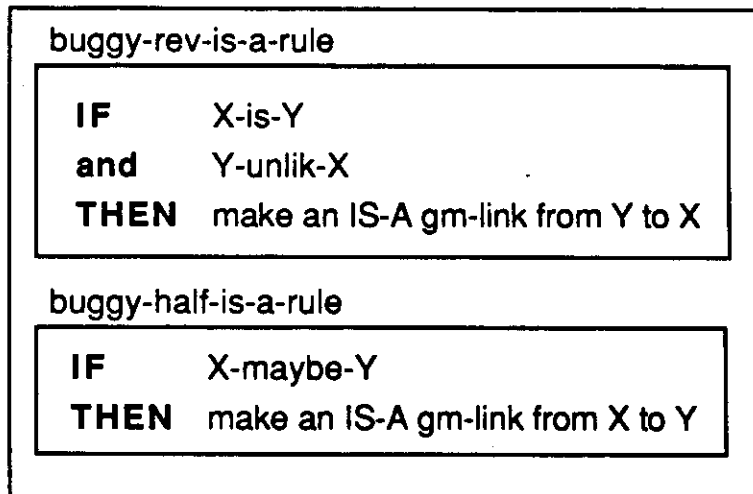 buggy-rev-is-a-rule
IF X-is-Y
and Y-unlik-X
THEN make an IS-A gm-link from Y to X
buggy-half-is-a-rule
IF X-maybe-Y
THEN make an IS-A gm-link from X to Y